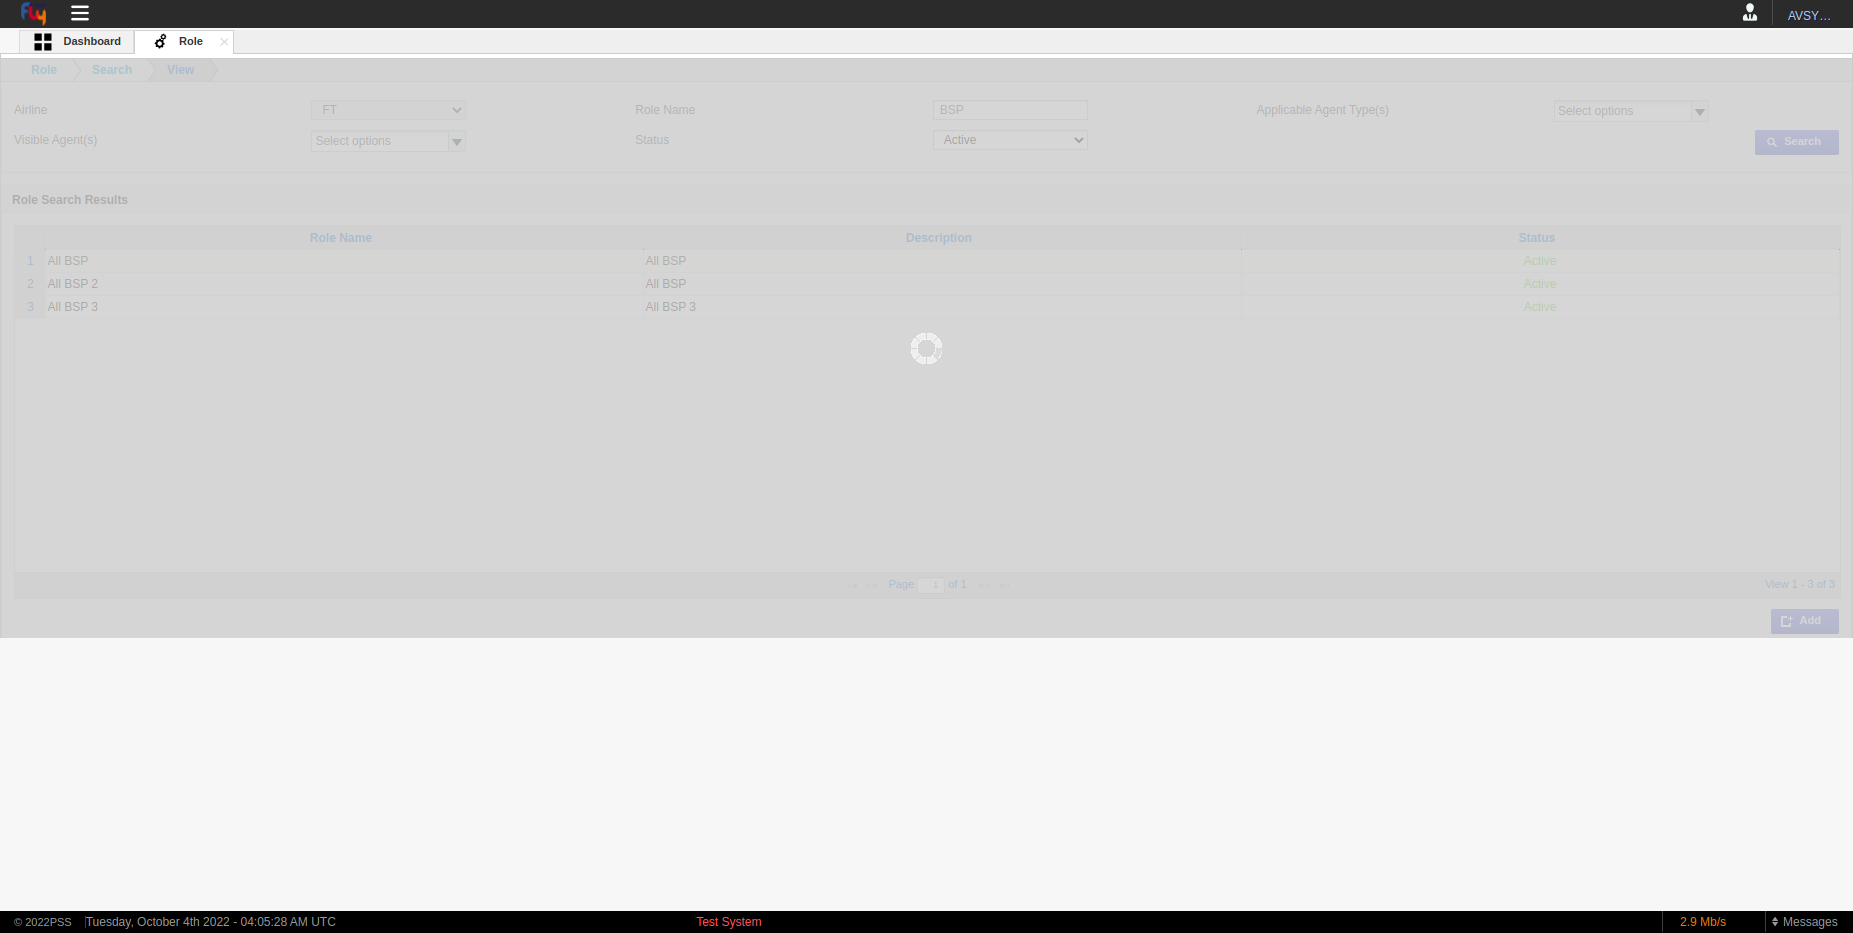 Fly
AVSY…
Dashboard
Role
Role
Search
View
Airline
FT
Role Name
BSP
Applicable Agent Type(s)
Select options
Visible Agent(s)
Select options
Status
Active
Search
Role Search Results
Role Name
Description
Status
1 All BSP All BSP Active
2 All BSP 2 All BSP Active
3 All BSP 3 All BSP 3 Active
Page 1 of 1
View 1 - 3 of 3
Add
© 2022PSS
Tuesday, October 4th 2022 - 04:05:28 AM UTC
Test System
2.9 Mb/s
Messages